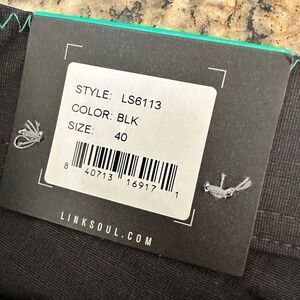 STYLE: LS6113
COLOR: BLK
SIZE: 40
8 40713 16917 1
LINKSOUL.COM